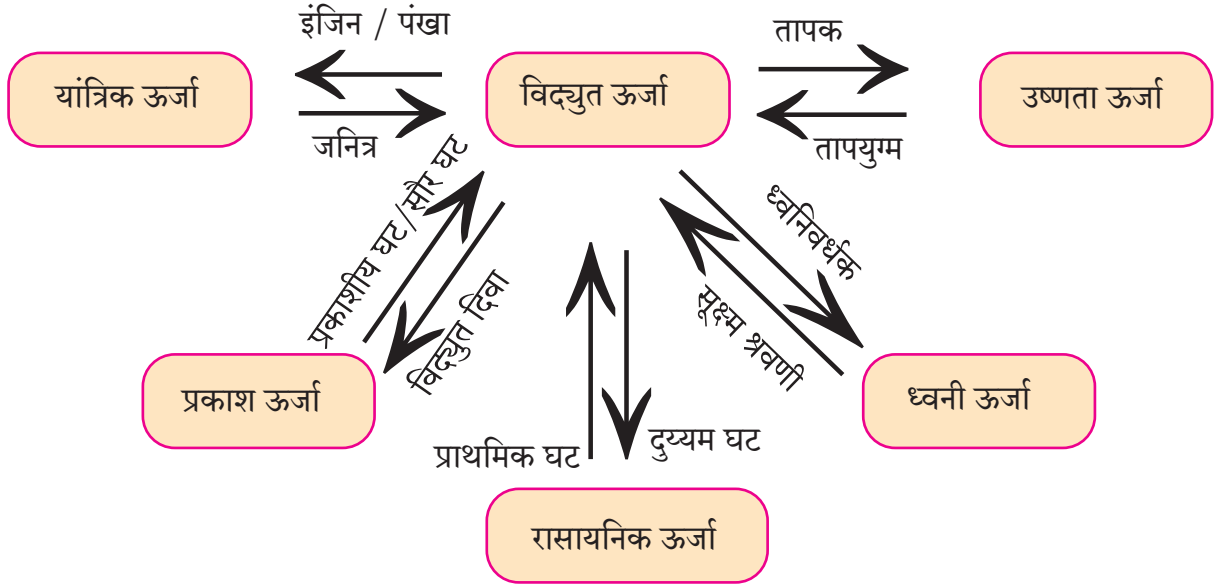 इंजिन / पंखा
तापक
यांत्रिक ऊर्जा
विद्युत ऊर्जा
उष्णता ऊर्जा
जनित्र
तापयुग्म
प्रकाशीय घट/सौर घट
विद्युत दिवा
ध्वनिवर्धक
सूक्ष्म श्रवणी
प्रकाश ऊर्जा
ध्वनी ऊर्जा
प्राथमिक घट
दुय्यम घट
रासायनिक ऊर्जा